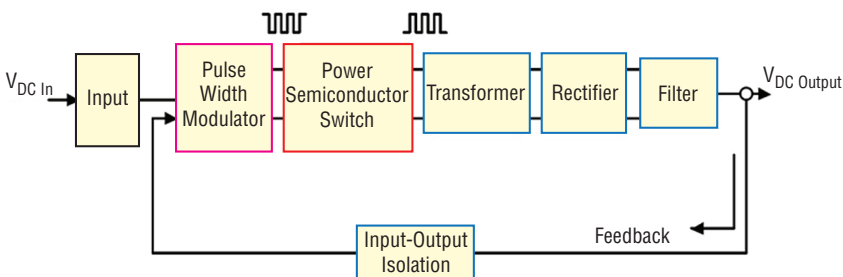 V DC In
Input
Pulse
Width
Modulator
Power
Semiconductor
Switch
Transformer
Rectifier
Filter
V DC Output
Feedback
Input-Output
Isolation